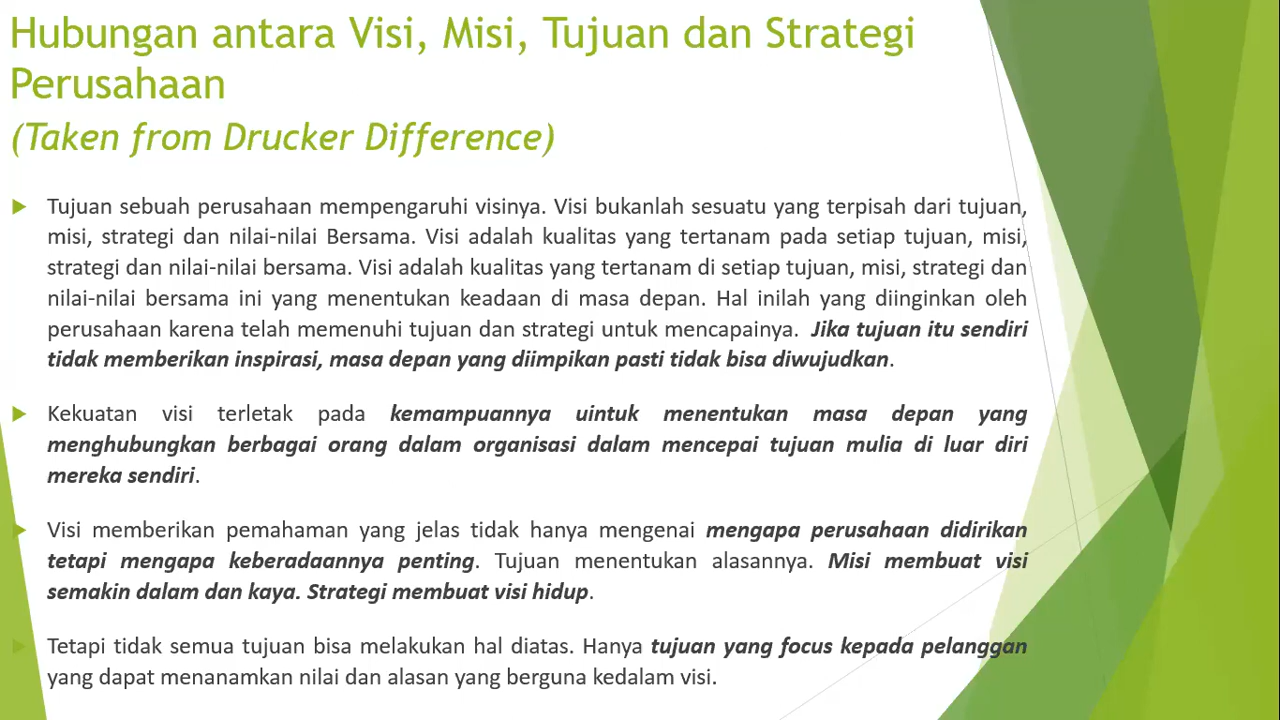 Hubungan antara Visi, Misi, Tujuan dan Strategi
Perusahaan
(Taken from Drucker Difference)
Tujuan sebuah perusahaan mempengaruhi visinya. Visi bukanlah sesuatu yang terpisah dari tujuan,
misi, strategi dan nilai-nilai Bersama. Visi adalah kualitas yang tertanam pada setiap tujuan, misi,
strategi dan nilai-nilai bersama. Visi adalah kualitas yang tertanam di setiap tujuan, misi, strategi dan
nilai-nilai bersama ini yang menentukan keadaan di masa depan. Hal inilah yang diinginkan oleh
perusahaan karena telah memenuhi tujuan dan strategi untuk mencapainya. Jika tujuan itu sendiri
tidak memberikan inspirasi, masa depan yang diimpikan pasti tidak bisa diwujudkan.
Kekuatan visi terletak pada kemampuannya uintuk menentukan masa depan yang
menghubungkan berbagai orang dalam organisasi dalam mencepai tujuan mulia di luar diri
mereka sendiri.
Visi memberikan pemahaman yang jelas tidak hanya mengenai mengapa perusahaan didirikan
tetapi mengapa keberadaannya penting. Tujuan menentukan alasannya. Misi membuat visi
semakin dalam dan kaya. Strategi membuat visi hidup.
Tetapi tidak semua tujuan bisa melakukan hal diatas. Hanya tujuan yang focus kepada pelanggan
yang dapat menanamkan nilai dan alasan yang berguna kedalam visi.